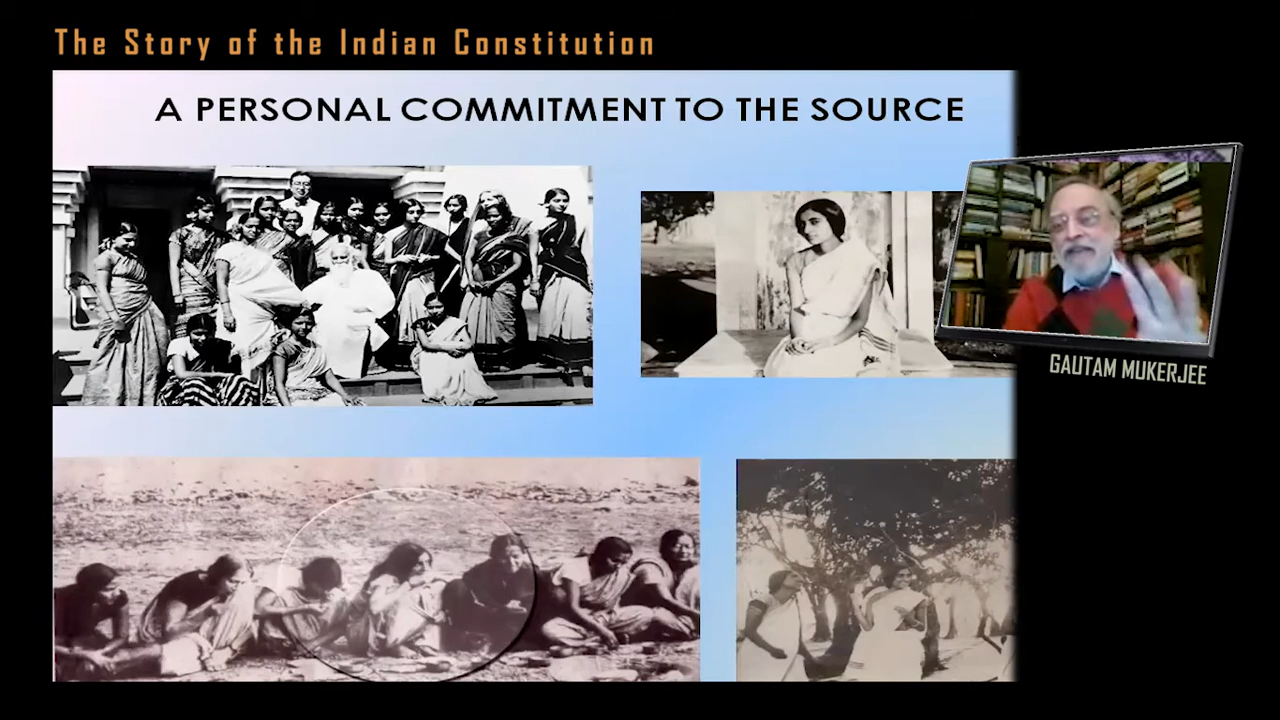 The Story of the Indian Constitution
A PERSONAL COMMITMENT TO THE SOURCE
GAUTAM MUKERJEE